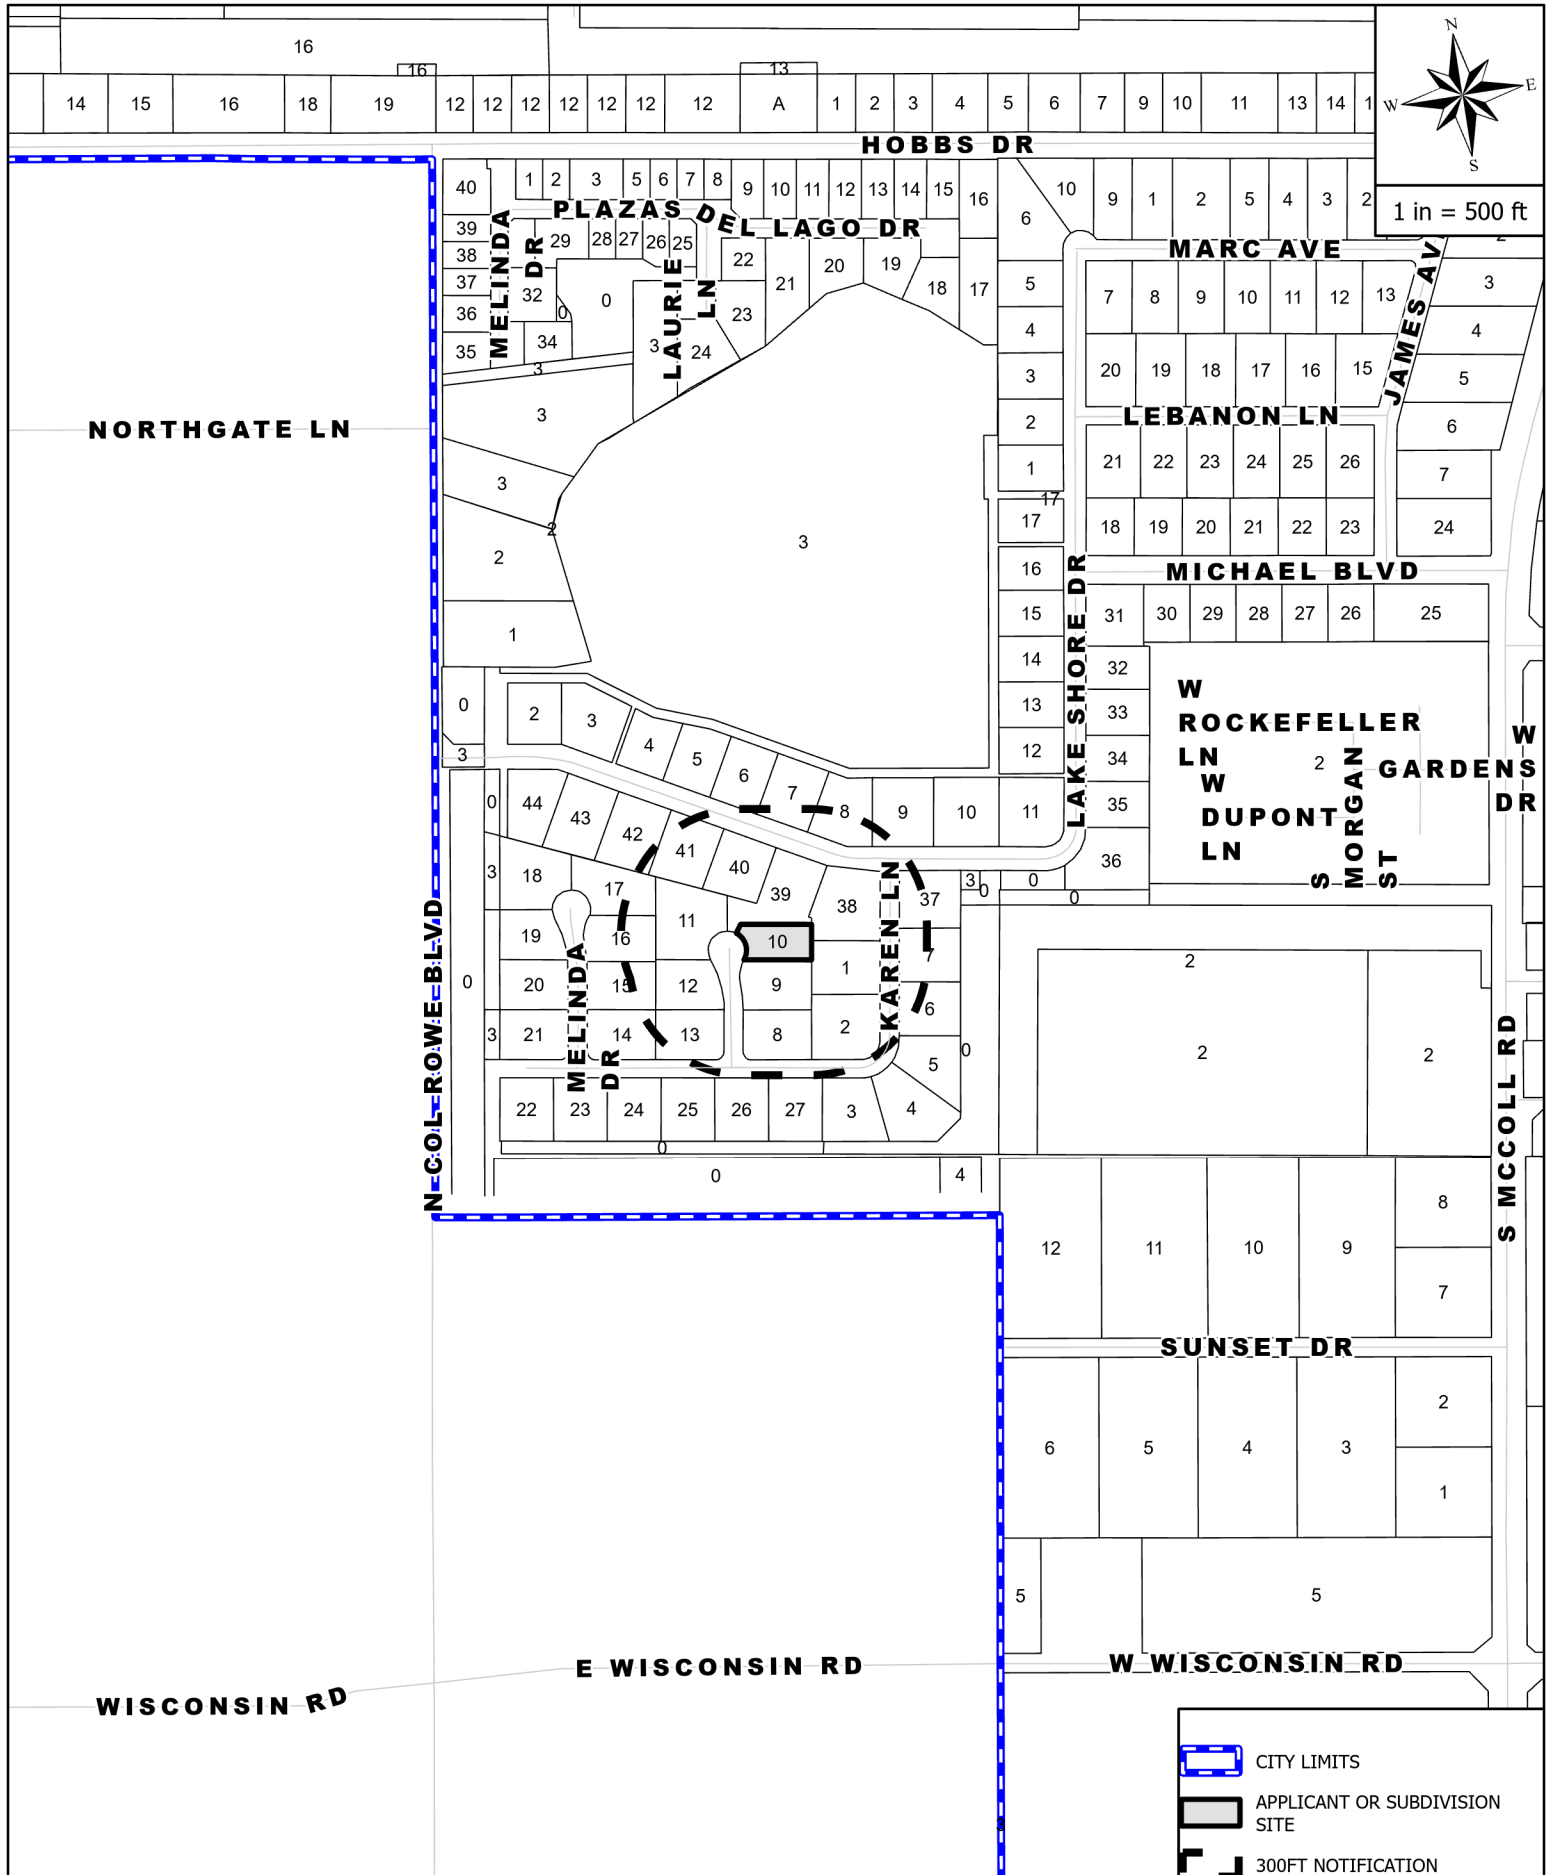 16
16
13
N
W
E
S
14 15 16 18 19 12 12 12 12 12 12 12 A 1 2 3 4 5 6 7 9 10 11 13 14 1
HOBBS DR
1 in = 500 ft
40 1 2 3 5 6 7 8 9 10 11 12 13 14 15 16 6 10 9 1 2 5 4 3 2
PLAZAS DEL LAGO DR
MELINDA DR
LAURIE LN
MARC AVE
JAMES AV
39 29 28 27 26 25 22 20 19
38 37 32 0 0 21 18 17 5 7 8 9 10 11 12 13 2 3
36 34 23 4 4
35 3 3 24 3 20 19 18 17 16 15 5
3 2
LEBANON LN
6
NORTHGATE LN
3 1 21 22 23 24 25 26 7
17
2 3 17 18 19 20 21 22 23 24
2
MICHAEL BLVD
16
1 15 31 30 29 28 27 26 25
14 32
LAKE SHORE DR
0 2 3 13 33
3 4 5 6 7 12 34
W
ROCKEFELLER
LN
W
DUPONT
LN
2
S
MORGAN
ST
W
GARDENS
DR
0 44 43 42 8 9 10 11 35
41 40 36
3 18 17 39 38 37 3 0 0 0
N COL ROWE BLVD
MELINDA
DR
KAREN LN
11
19 16 10 7 2
0 20 15 12 9 1 6
3 21 14 13 8 2 5 0 2 2
22 23 24 25 26 27 3 4
0
0 4
S MCCOLL RD
8
12 11 10 9
7
SUNSET DR
2
6 5 4 3
1
5 5
E WISCONSIN RD
W WISCONSIN RD
WISCONSIN RD
3
CITY LIMITS
APPLICANT OR SUBDIVISION
SITE
300FT NOTIFICATION